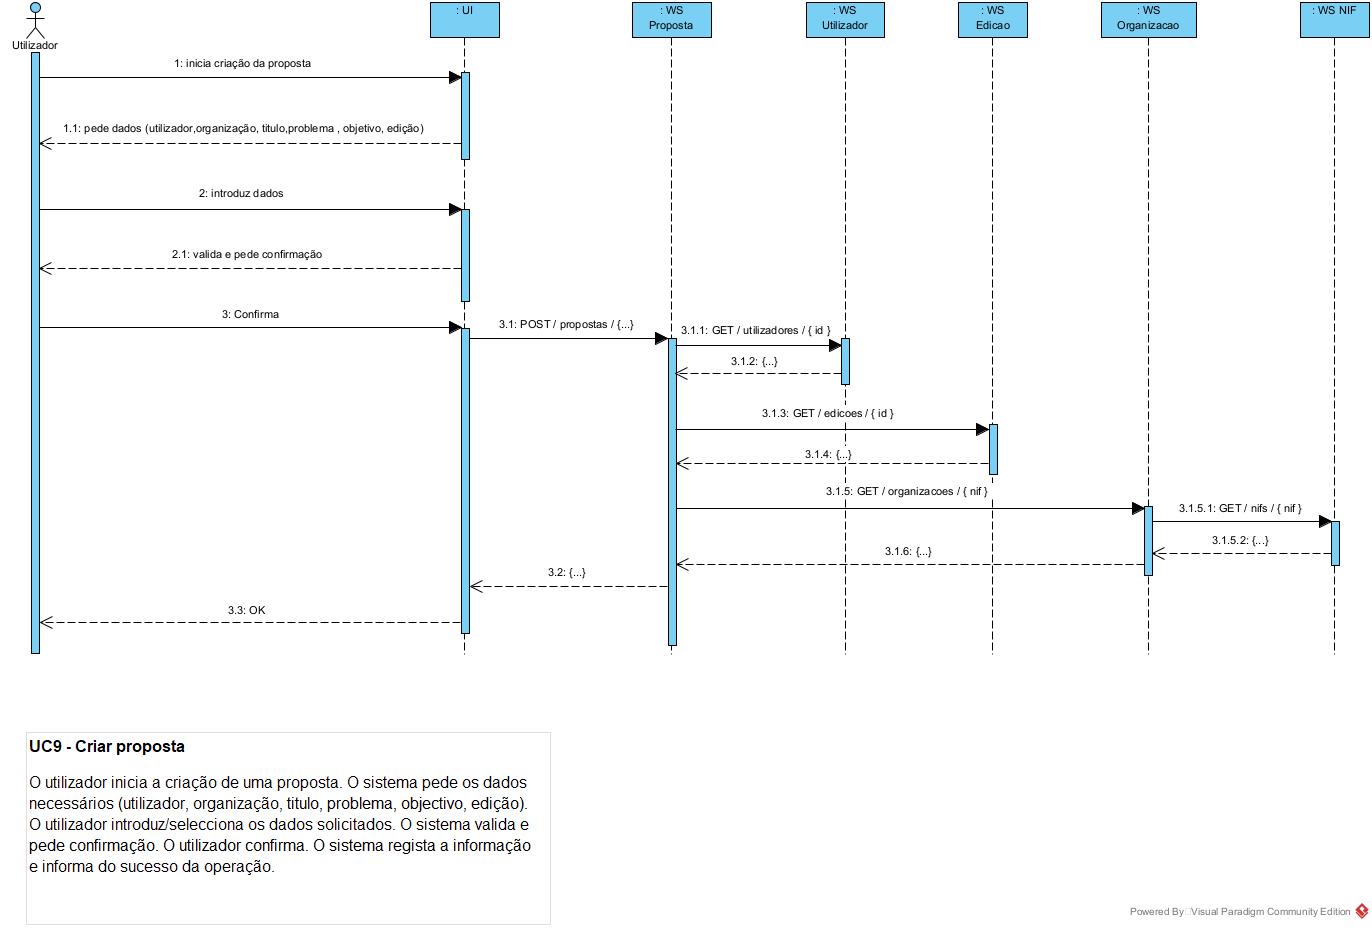 : UI
: WS
Proposta
: WS
Utilizador
: WS
Edicao
: WS
Organizacao
: WS NIF
Utilizador
1: inicia criação da proposta
1.1: pede dados (utilizador,organização, titulo,problema , objetivo, edição)
2: introduz dados
2.1: valida e pede confirmação
3: Confirma
3.1: POST / propostas / {...}
3.1.1: GET / utilizadores / { id }
3.1.2: {...}
3.1.3: GET / edicoes / { id }
3.1.4: {...}
3.1.5: GET / organizacoes / { nif }
3.1.5.1: GET / nifs / { nif }
3.1.5.2: {...}
3.1.6: {...}
3.2: {...}
3.3: OK
UC9 - Criar proposta
O utilizador inicia a criação de uma proposta. O sistema pede os dados
necessários (utilizador, organização, titulo, problema, objectivo, edição).
O utilizador introduz/selecciona os dados solicitados. O sistema valida e
pede confirmação. O utilizador confirma. O sistema regista a informação
e informa do sucesso da operação.
Powered By Visual Paradigm Community Edition